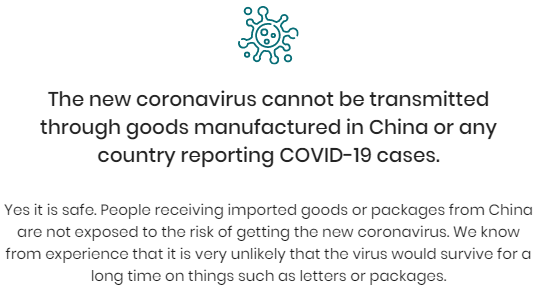 The new coronavirus cannot be transmitted
through goods manufactured in China or any
country reporting COVID-19 cases.
Yes it is safe. People receiving imported goods or packages from China
are not exposed to the risk of getting the new coronavirus. We know
from experience that it is very unlikely that the virus would survive for a
long time on things such as letters or packages.